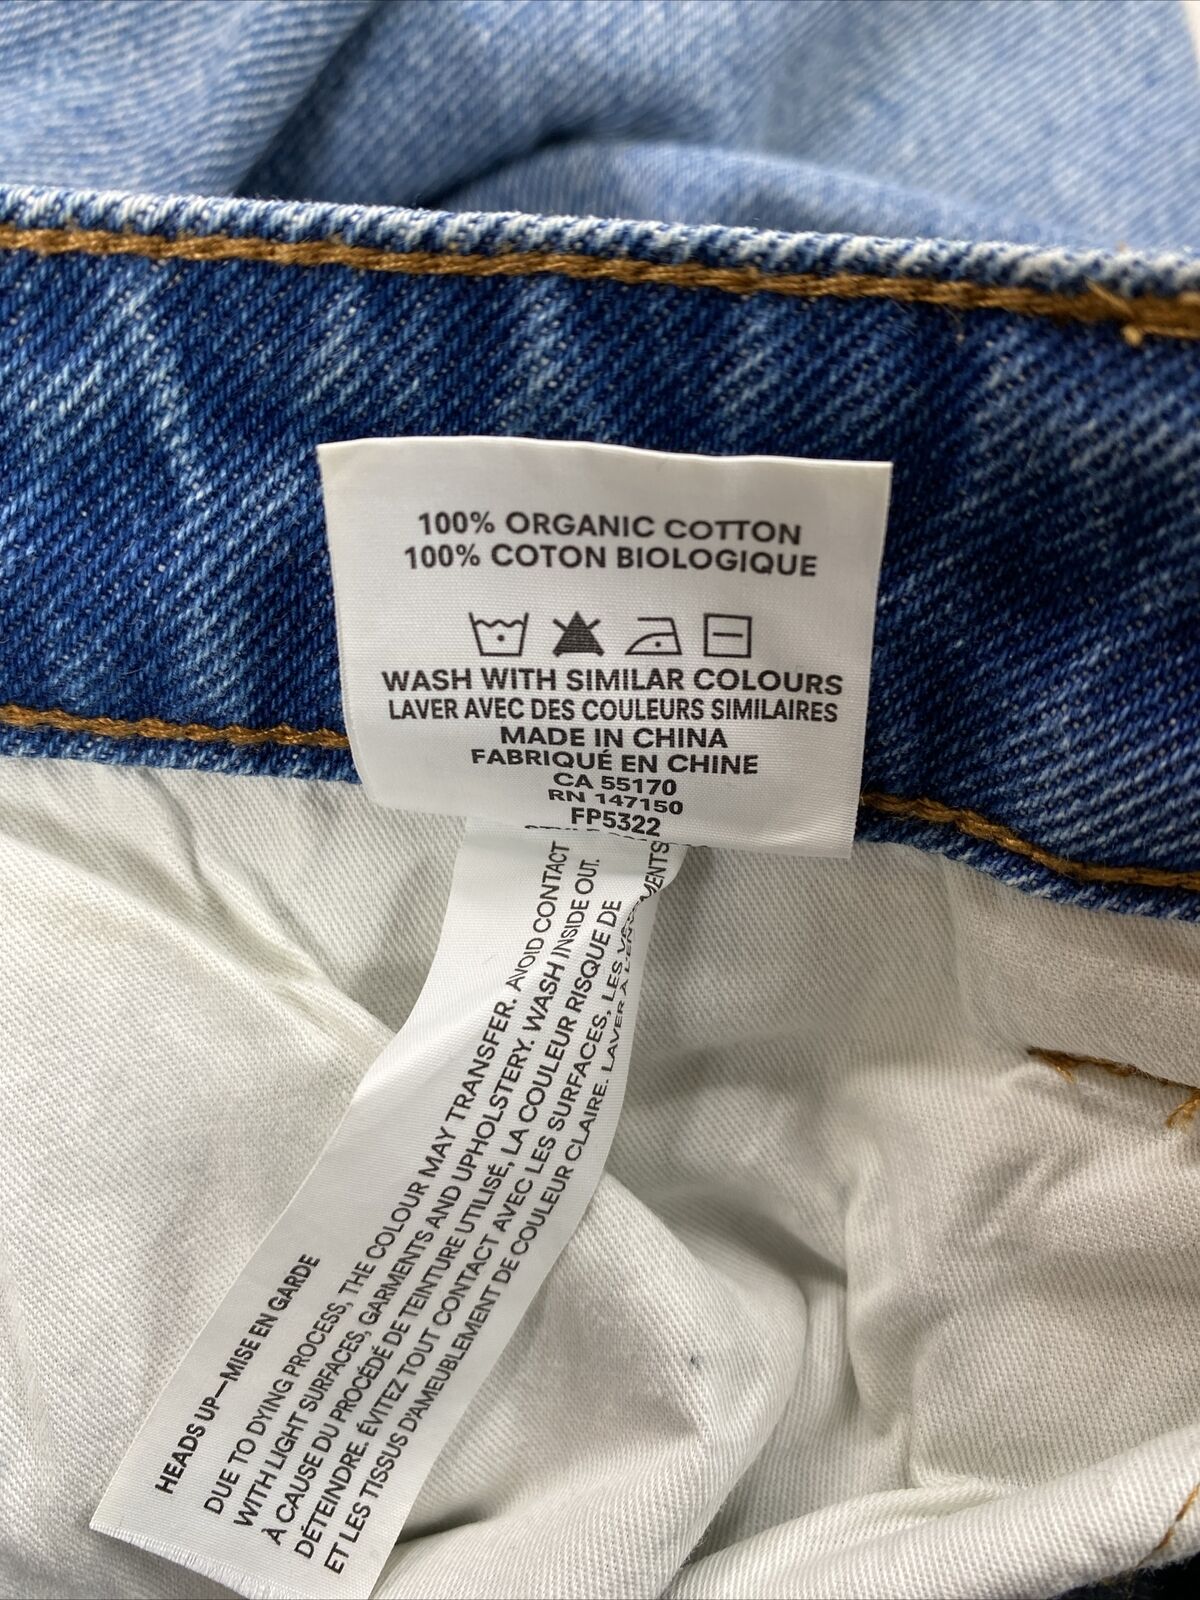 100% ORGANIC COTTON
100% COTON BIOLOGIQUE
WASH WITH SIMILAR COLOURS
LAVER AVEC DES COULEURS SIMILAIRES
MADE IN CHINA
FABRIQUÉ EN CHINE
CA 55170
RN 147150
FP5322
HEADS UP—MISE EN GARDE
DUE TO DYING PROCESS, THE COLOUR MAY TRANSFER. AVOID CONTACT
WITH LIGHT SURFACES, GARMENTS AND UPHOLSTERY. WASH INSIDE OUT.
À CAUSE DU PROCÉDÉ DE TEINTURE UTILISÉ, LA COULEUR RISQUE DE
DÉTEINDRE. ÉVITEZ TOUT CONTACT AVEC LES SURFACES, LES
ET LES TISSUS D'AMEUBLEMENT DE COULEUR CLAIRE. LAVER À